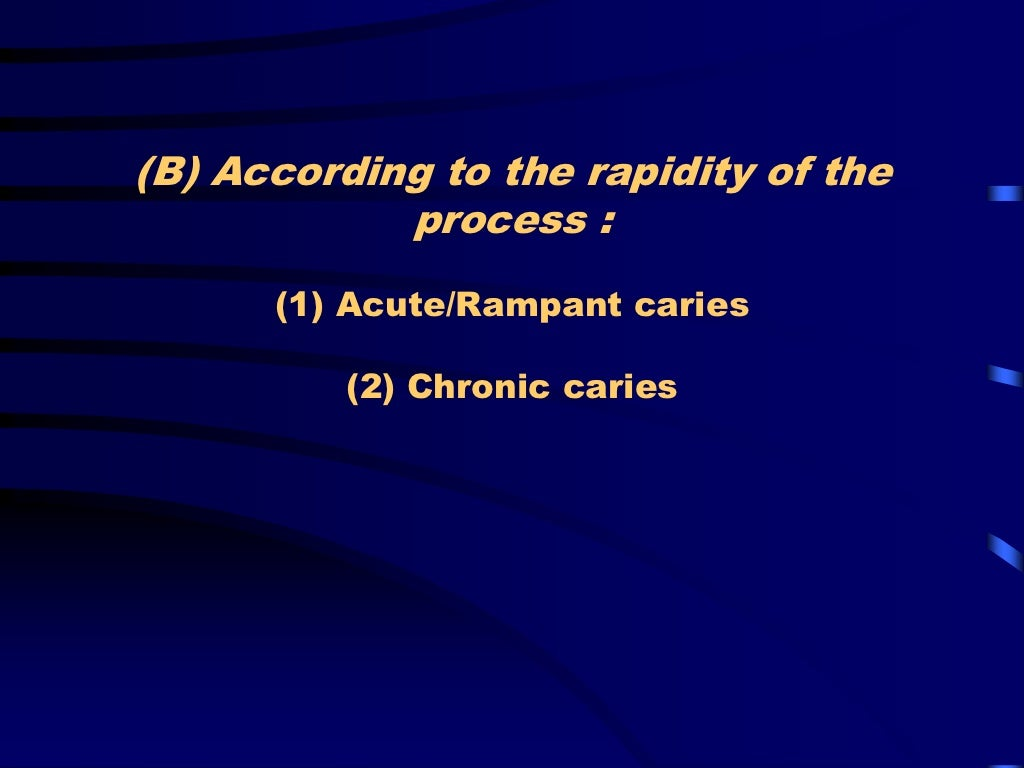 (B) According to the rapidity of the
process :
(1) Acute/Rampant caries
(2) Chronic caries